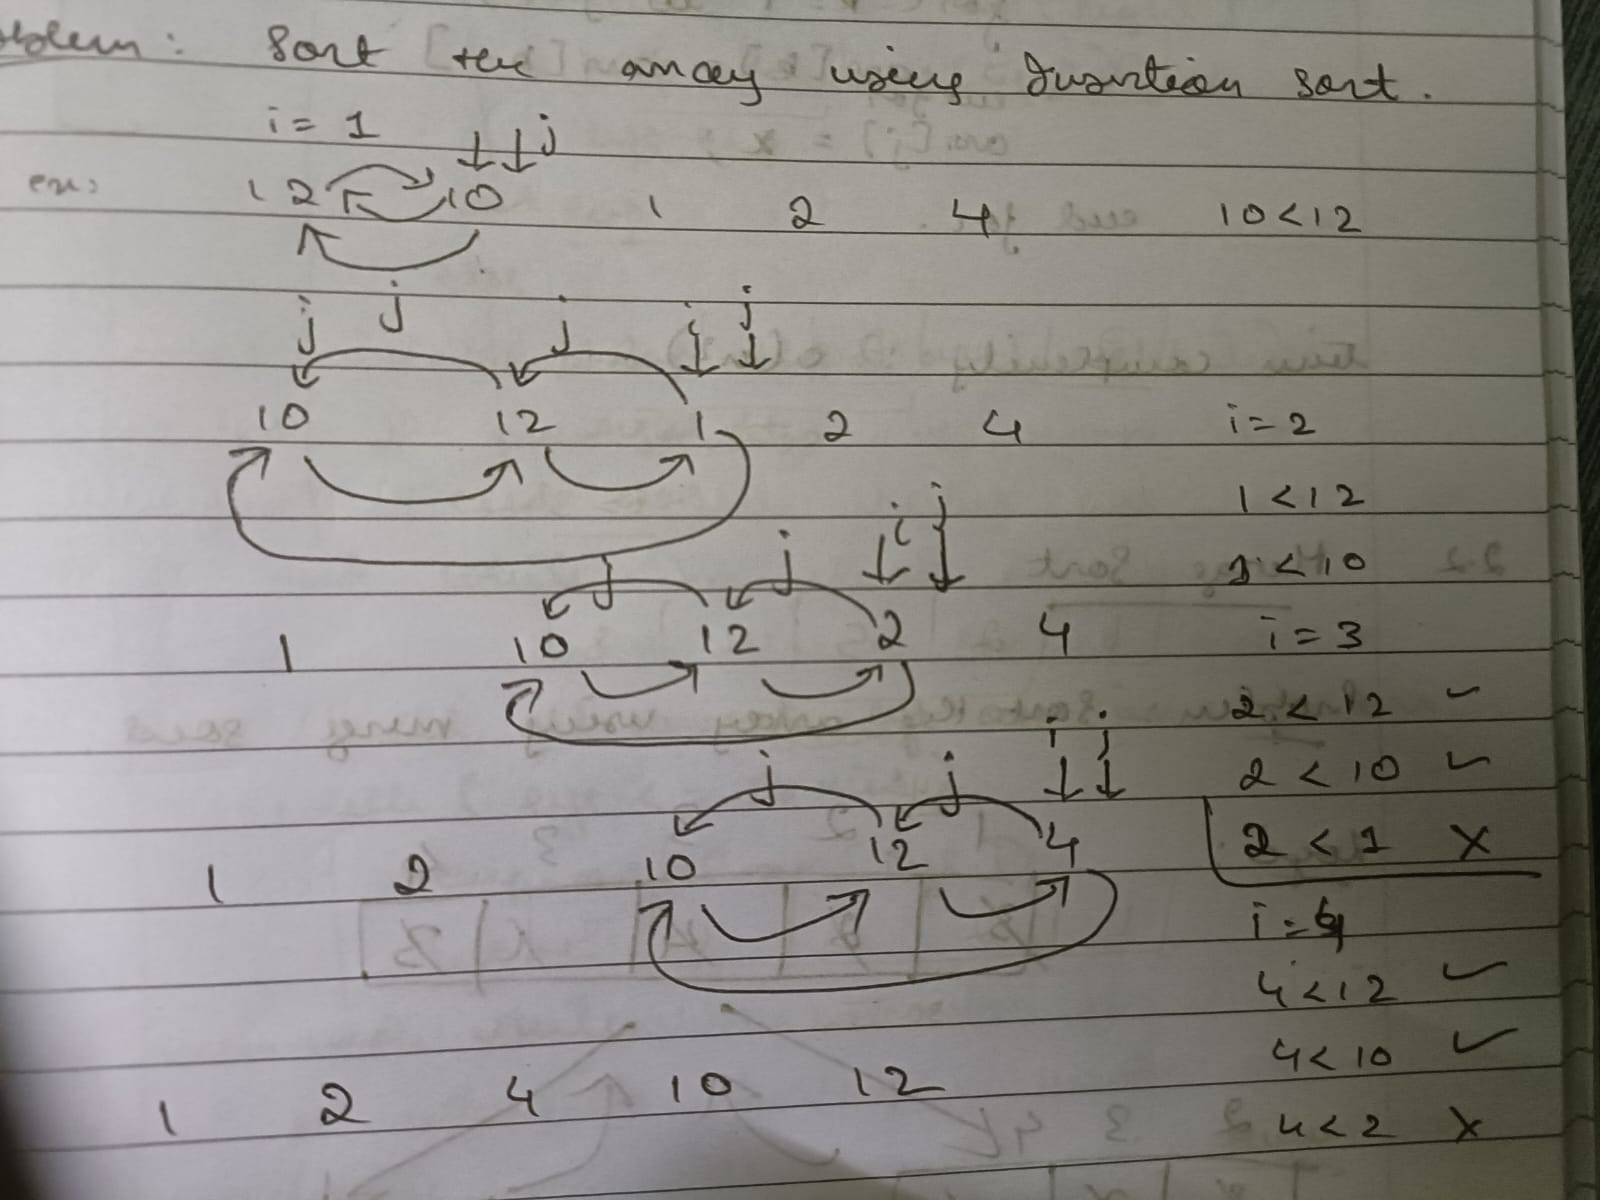 Problem: Sort the array using Insertion sort.
i = 1 j
ex: 12 10 1 2 4 10<12
j j j i j
10 12 1 2 4 i=2
1<12
j j i j
1<10
1 10 12 2 4 i=3
2<12 ✓
i j
j j
2<10 ✓
1 2 10 12 4 2<1 X
i=4
4<12 ✓
4<10 ✓
1 2 4 10 12
4<2 X